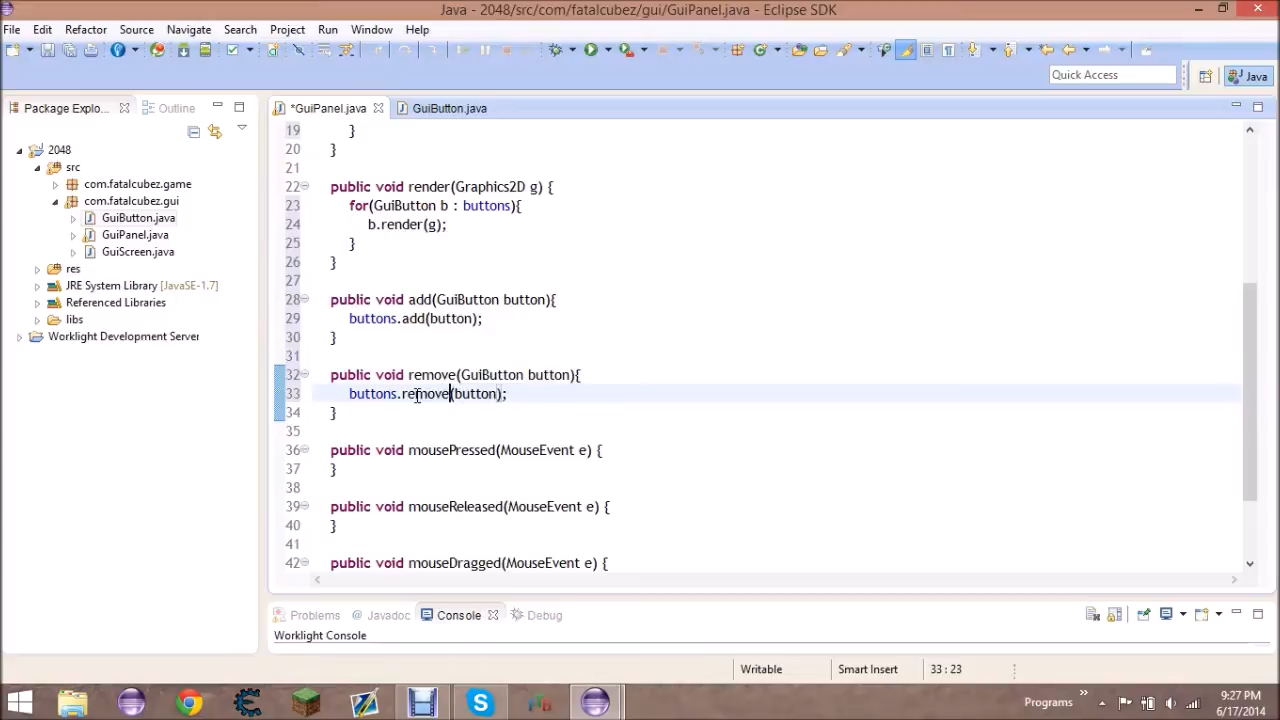 Java - 2048/src/com/fatalcubez/gui/GuiPanel.java - Eclipse SDK
File Edit Refactor Source Navigate Search Project Run Window Help
Quick Access
Java
Package Explo...
Outline
*GuiPanel.java
GuiButton.java
2048
src
com.fatalcubez.game
com.fatalcubez.gui
GuiButton.java
GuiPanel.java
GuiScreen.java
res
JRE System Library [JavaSE-1.7]
Referenced Libraries
libs
Worklight Development Server
19 }
20 }
21
22 public void render(Graphics2D g) {
23 for(GuiButton b : buttons){
24 b.render(g);
25 }
26 }
27
28 public void add(GuiButton button){
29 buttons.add(button);
30 }
31
32 public void remove(GuiButton button){
33 buttons.remove(button);
34 }
35
36 public void mousePressed(MouseEvent e) {
37 }
38
39 public void mouseReleased(MouseEvent e) {
40 }
41
42 public void mouseDragged(MouseEvent e) {
Problems Javadoc Console Debug
Worklight Console
Writable Smart Insert 33 : 23
Programs 9:27 PM
6/17/2014